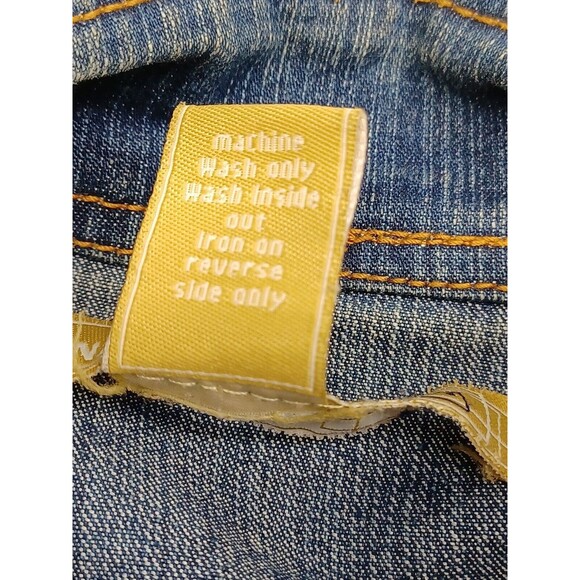 machine
wash only
wash inside
out
iron on
reverse
side only